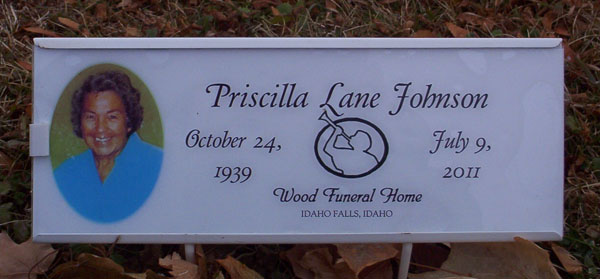 Priscilla Lane Johnson
October 24,
1939
July 9,
2011
Wood Funeral Home
IDAHO FALLS, IDAHO